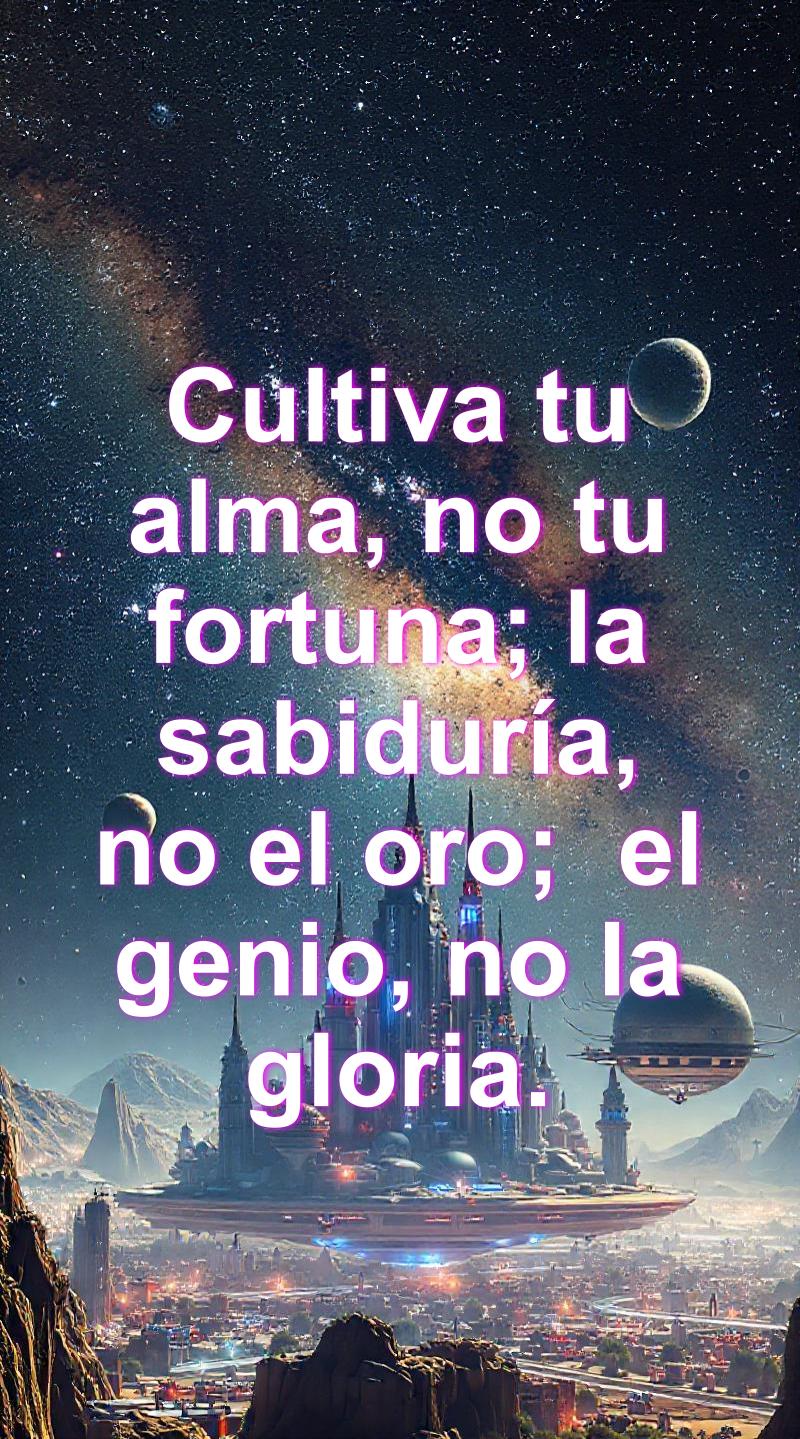 Cultiva tu
alma, no tu
fortuna; la
sabiduría,
no el oro;  el
genio, no la
gloria.